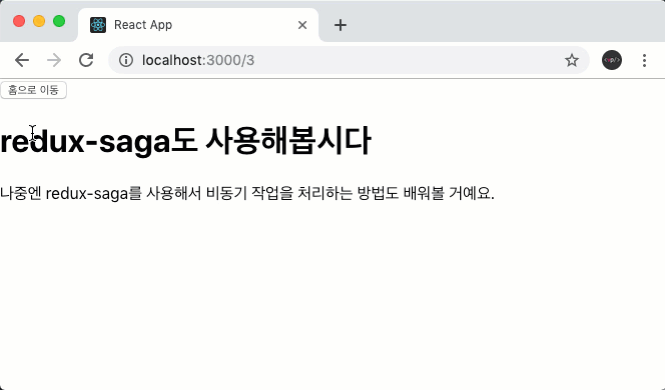 React App
localhost:3000/3
홈으로 이동
redux-saga도 사용해봅시다
나중엔 redux-saga를 사용해서 비동기 작업을 처리하는 방법도 배워볼 거예요.